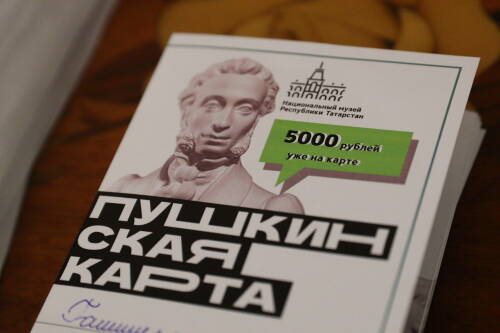 Национальный музей
Республики Татарстан
5000 рублей
уже на карте
ПУШКИН
СКАЯ
КАРТА